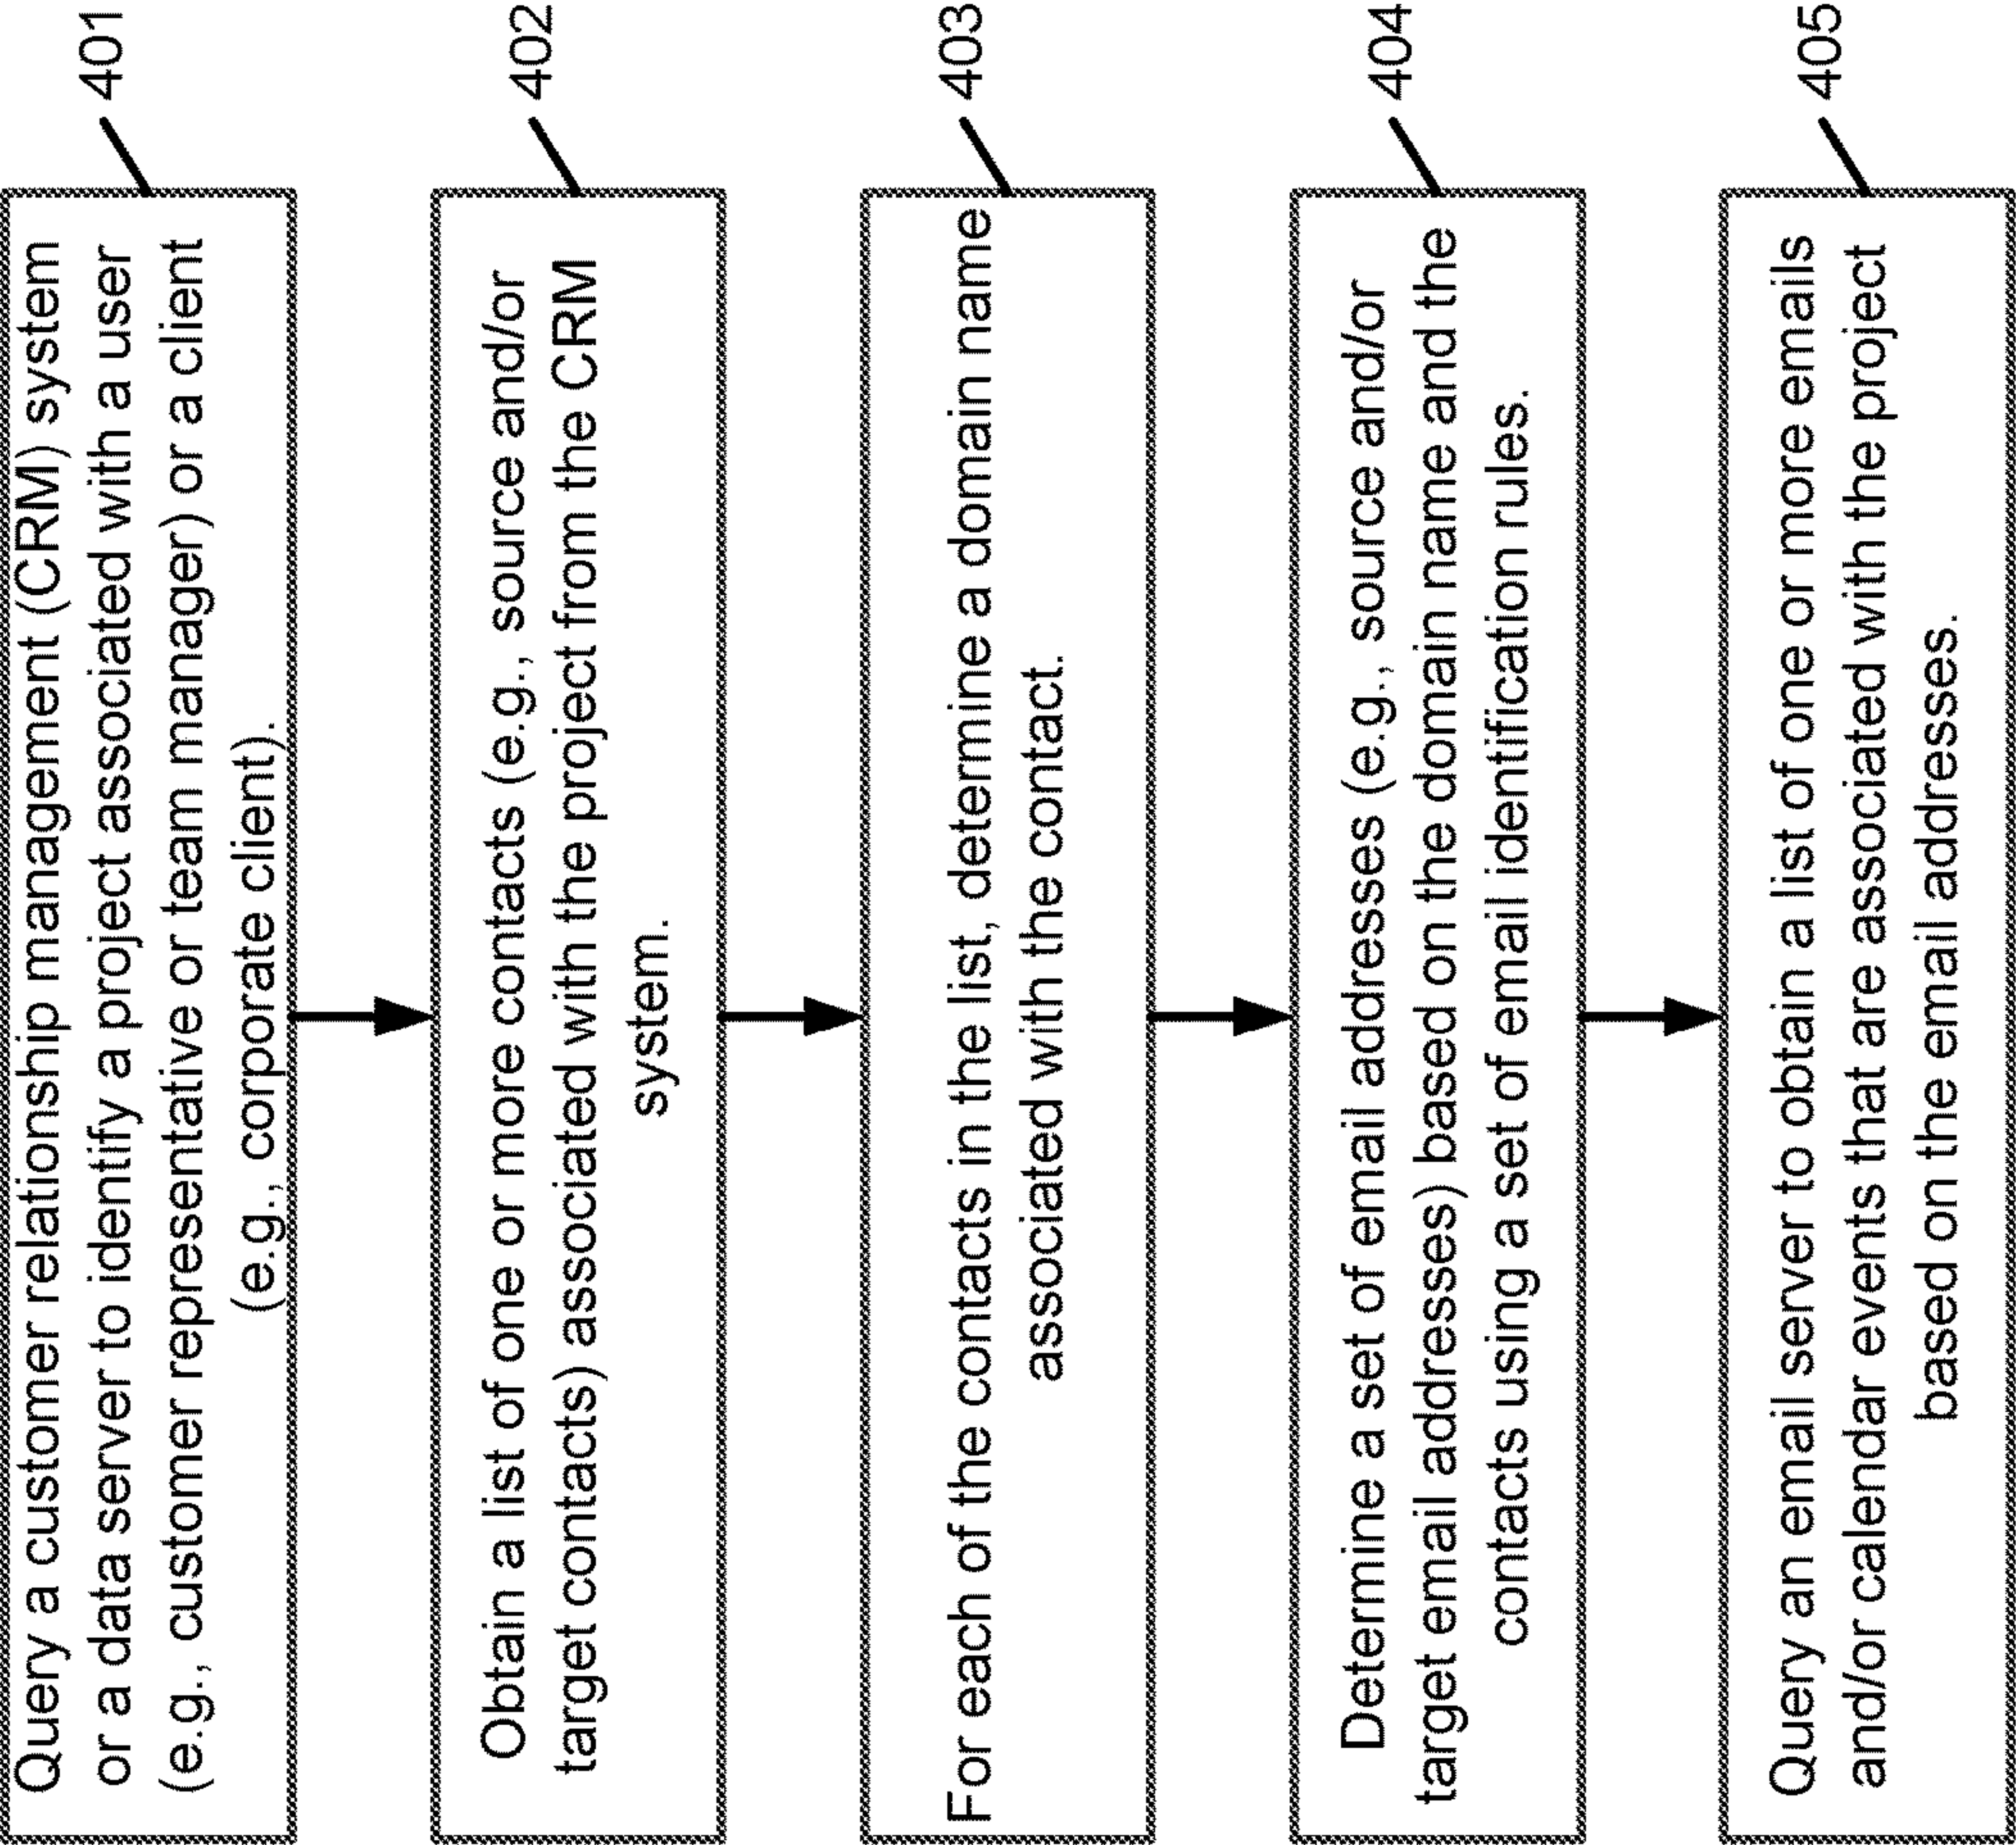 Query a customer relationship management (CRM) system
or a data server to identify a project associated with a user
(e.g., customer representative or team manager) or a client
(e.g., corporate client).
401
Obtain a list of one or more contacts (e.g., source and/or
target contacts) associated with the project from the CRM
system.
402
For each of the contacts in the list, determine a domain name
associated with the contact.
403
Determine a set of email addresses (e.g., source and/or
target email addresses) based on the domain name and the
contacts using a set of email identification rules.
404
Query an email server to obtain a list of one or more emails
and/or calendar events that are associated with the project
based on the email addresses.
405